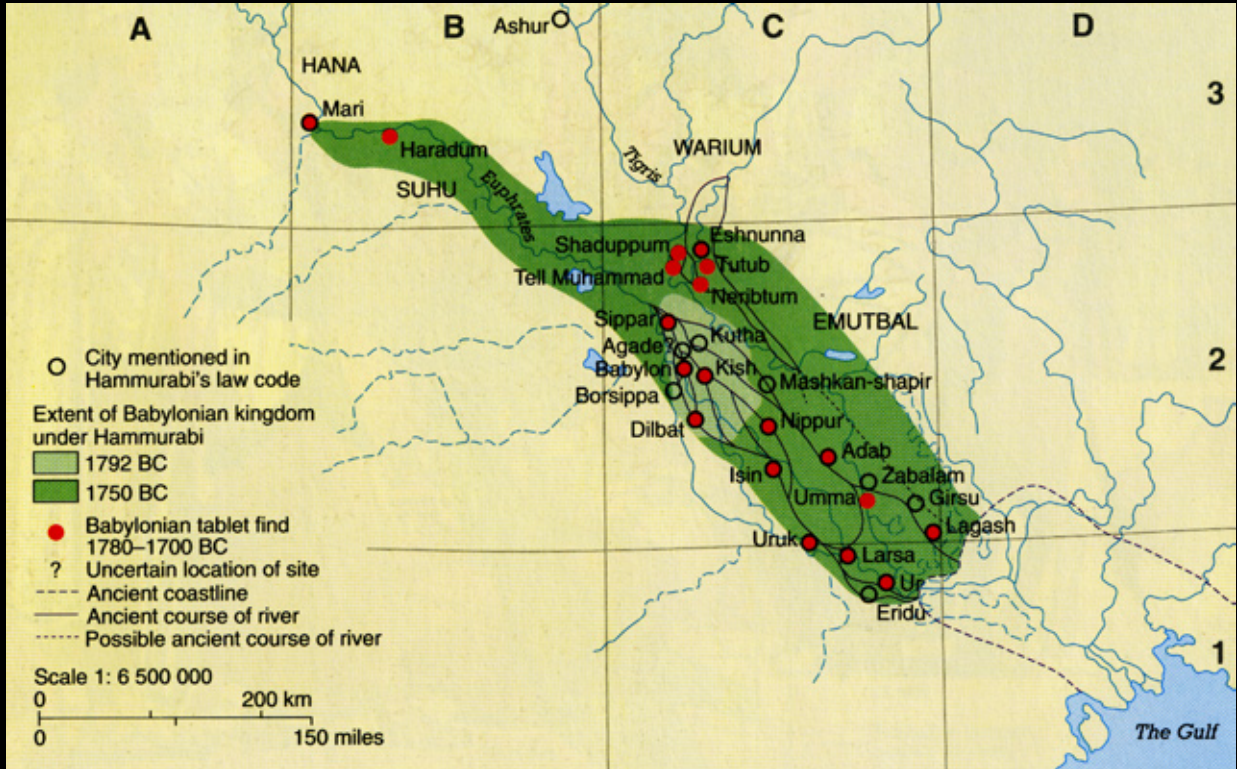 A
B
C
D
Ashur
HANA
3
Mari
WARIUM
Tigris
Haradum
SUHU
Euphrates
Eshnunna
Shaduppum
Tutub
Tell Muhammad
Neribtum
Sippar
EMUTBAL
Kutha
Agade?
2
Babylon
Kish
Mashkan-shapir
Borsippa
Dilbat
Nippur
Adab
Isin
Zabalam
Umma
Girsu
Lagash
Uruk
Larsa
Ur
Eridu
1
The Gulf
City mentioned in
Hammurabi's law code
Extent of Babylonian kingdom
under Hammurabi
1792 BC
1750 BC
Babylonian tablet find
1780–1700 BC
? Uncertain location of site
Ancient coastline
Ancient course of river
Possible ancient course of river
Scale 1: 6 500 000
0 200 km
0 150 miles